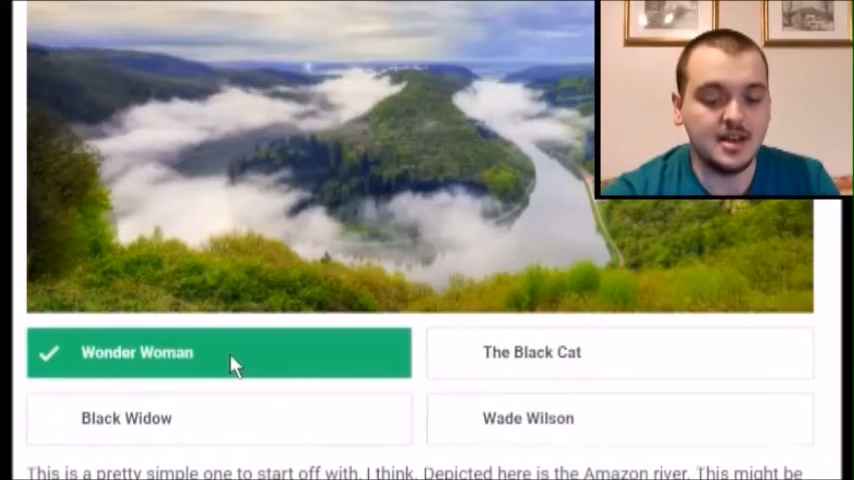 Wonder Woman
The Black Cat
Black Widow
Wade Wilson
This is a pretty simple one to start off with, I think. Depicted here is the Amazon river. This might be